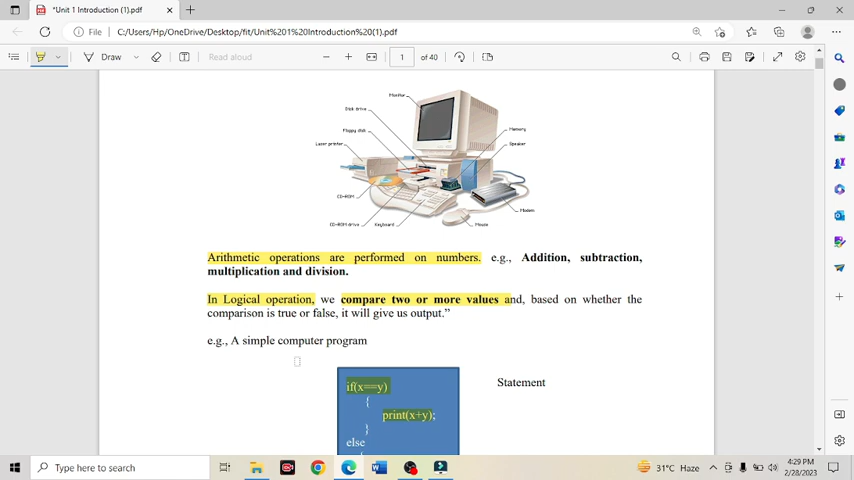 *Unit 1 Introduction (1).pdf
File
C:/Users/Hp/OneDrive/Desktop/fit/Unit%201%20Introduction%20(1).pdf
Draw
Read aloud
1
of 40
Monitor
Disk drive
Floppy disk
Laser printer
Memory
Speaker
CD-ROM
CD-ROM drive
Keyboard
Mouse
Modem
Arithmetic operations are performed on numbers. e.g., Addition, subtraction,
multiplication and division.
In Logical operation, we compare two or more values and, based on whether the
comparison is true or false, it will give us output.”
e.g., A simple computer program
if(x==y)
{
print(x+y);
}
else
{
Statement
Type here to search
31°C Haze
4:29 PM
2/28/2023